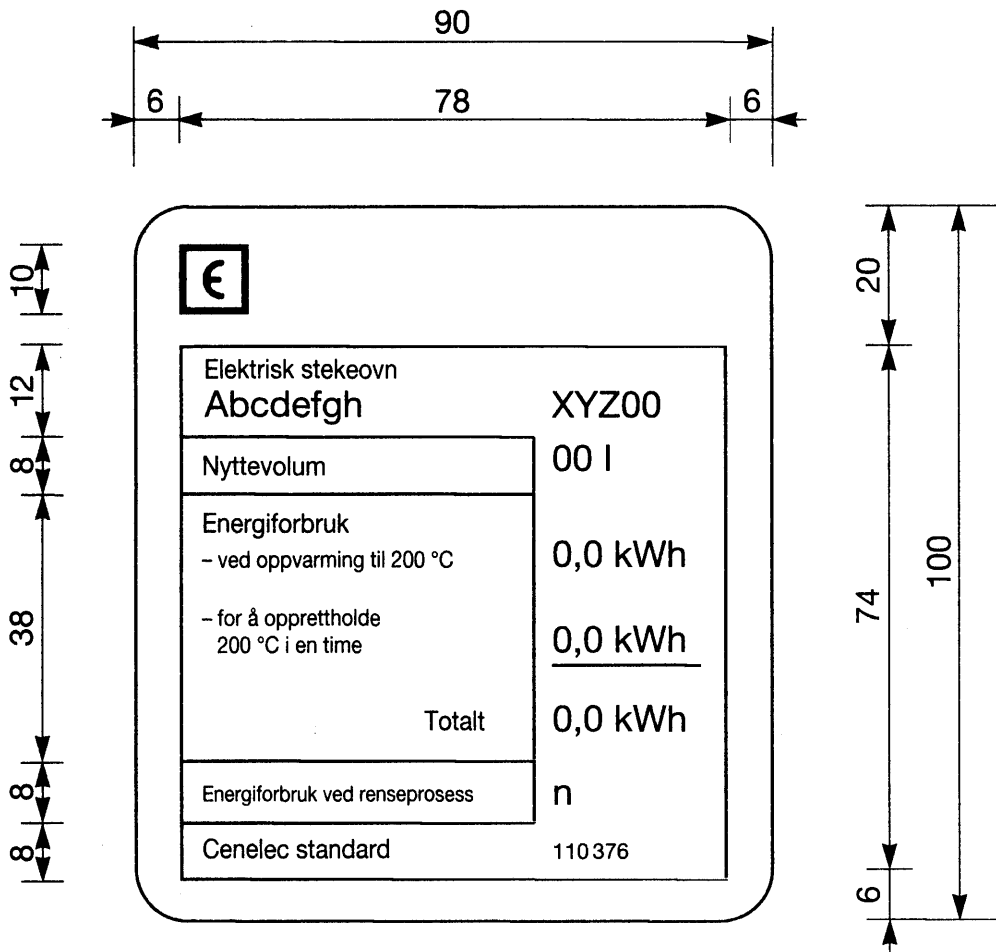 90
6 78 6
10
20
Є
12
Elektrisk stekeovn
Abcdefgh XYZ00
8
Nyttevolum 00 l
38
Energiforbruk
– ved oppvarming til 200 °C 0,0 kWh
– for å opprettholde
200 °C i en time 0,0 kWh
Totalt 0,0 kWh
74
100
8
Energiforbruk ved renseprosess n
8
Cenelec standard 110 376
6